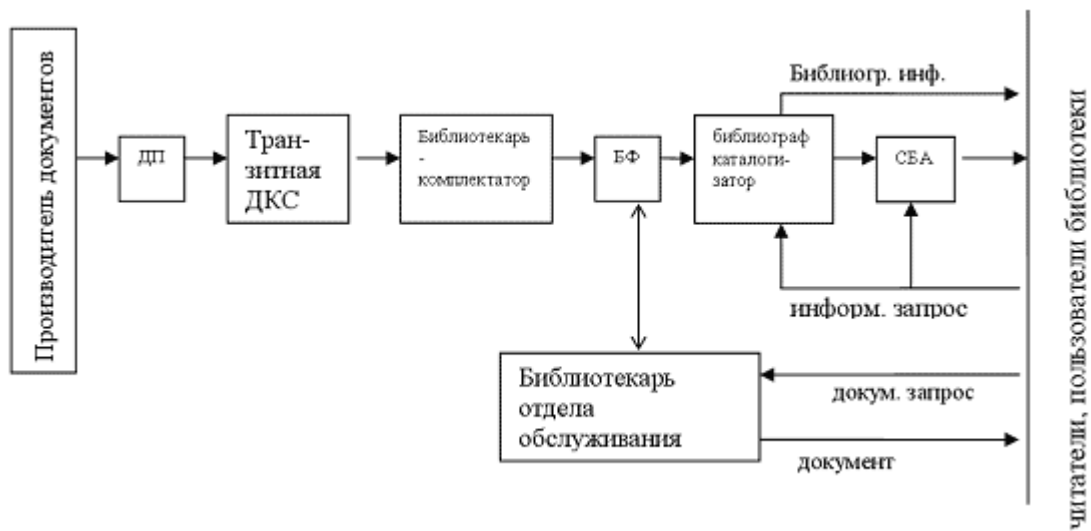 Производитель документов
ДП
Тран-
зитная
ДКС
Библиотекарь
-
комплектатор
БФ
библиограф
каталоги-
затор
СБА
Библиогр. инф.
информ. запрос
Библиотекарь
отдела
обслуживания
докум. запрос
документ
читатели, пользователи библиотеки